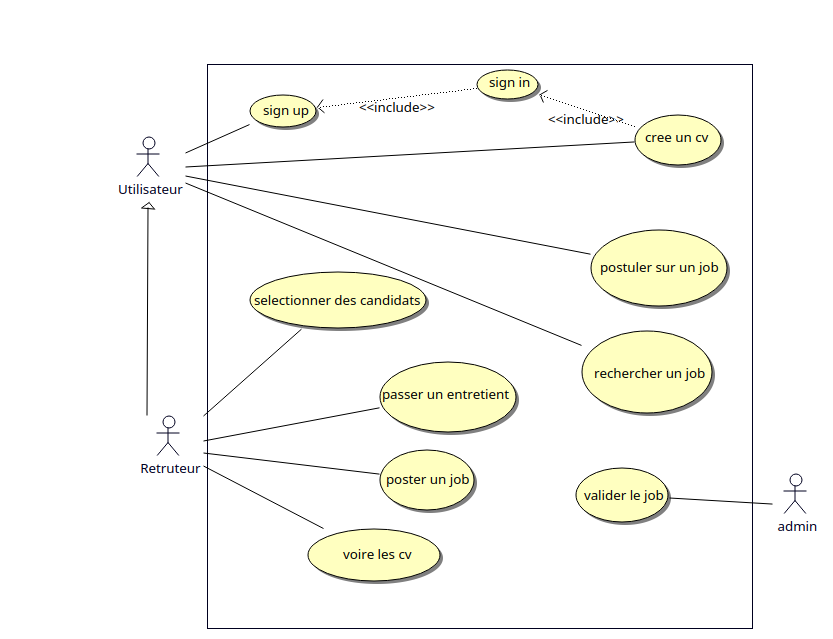 sign in
sign up
<<include>>
<<include>>
cree un cv
Utilisateur
postuler sur un job
selectionner des candidats
rechercher un job
passer un entretient
Retruteur
poster un job
valider le job
admin
voire les cv